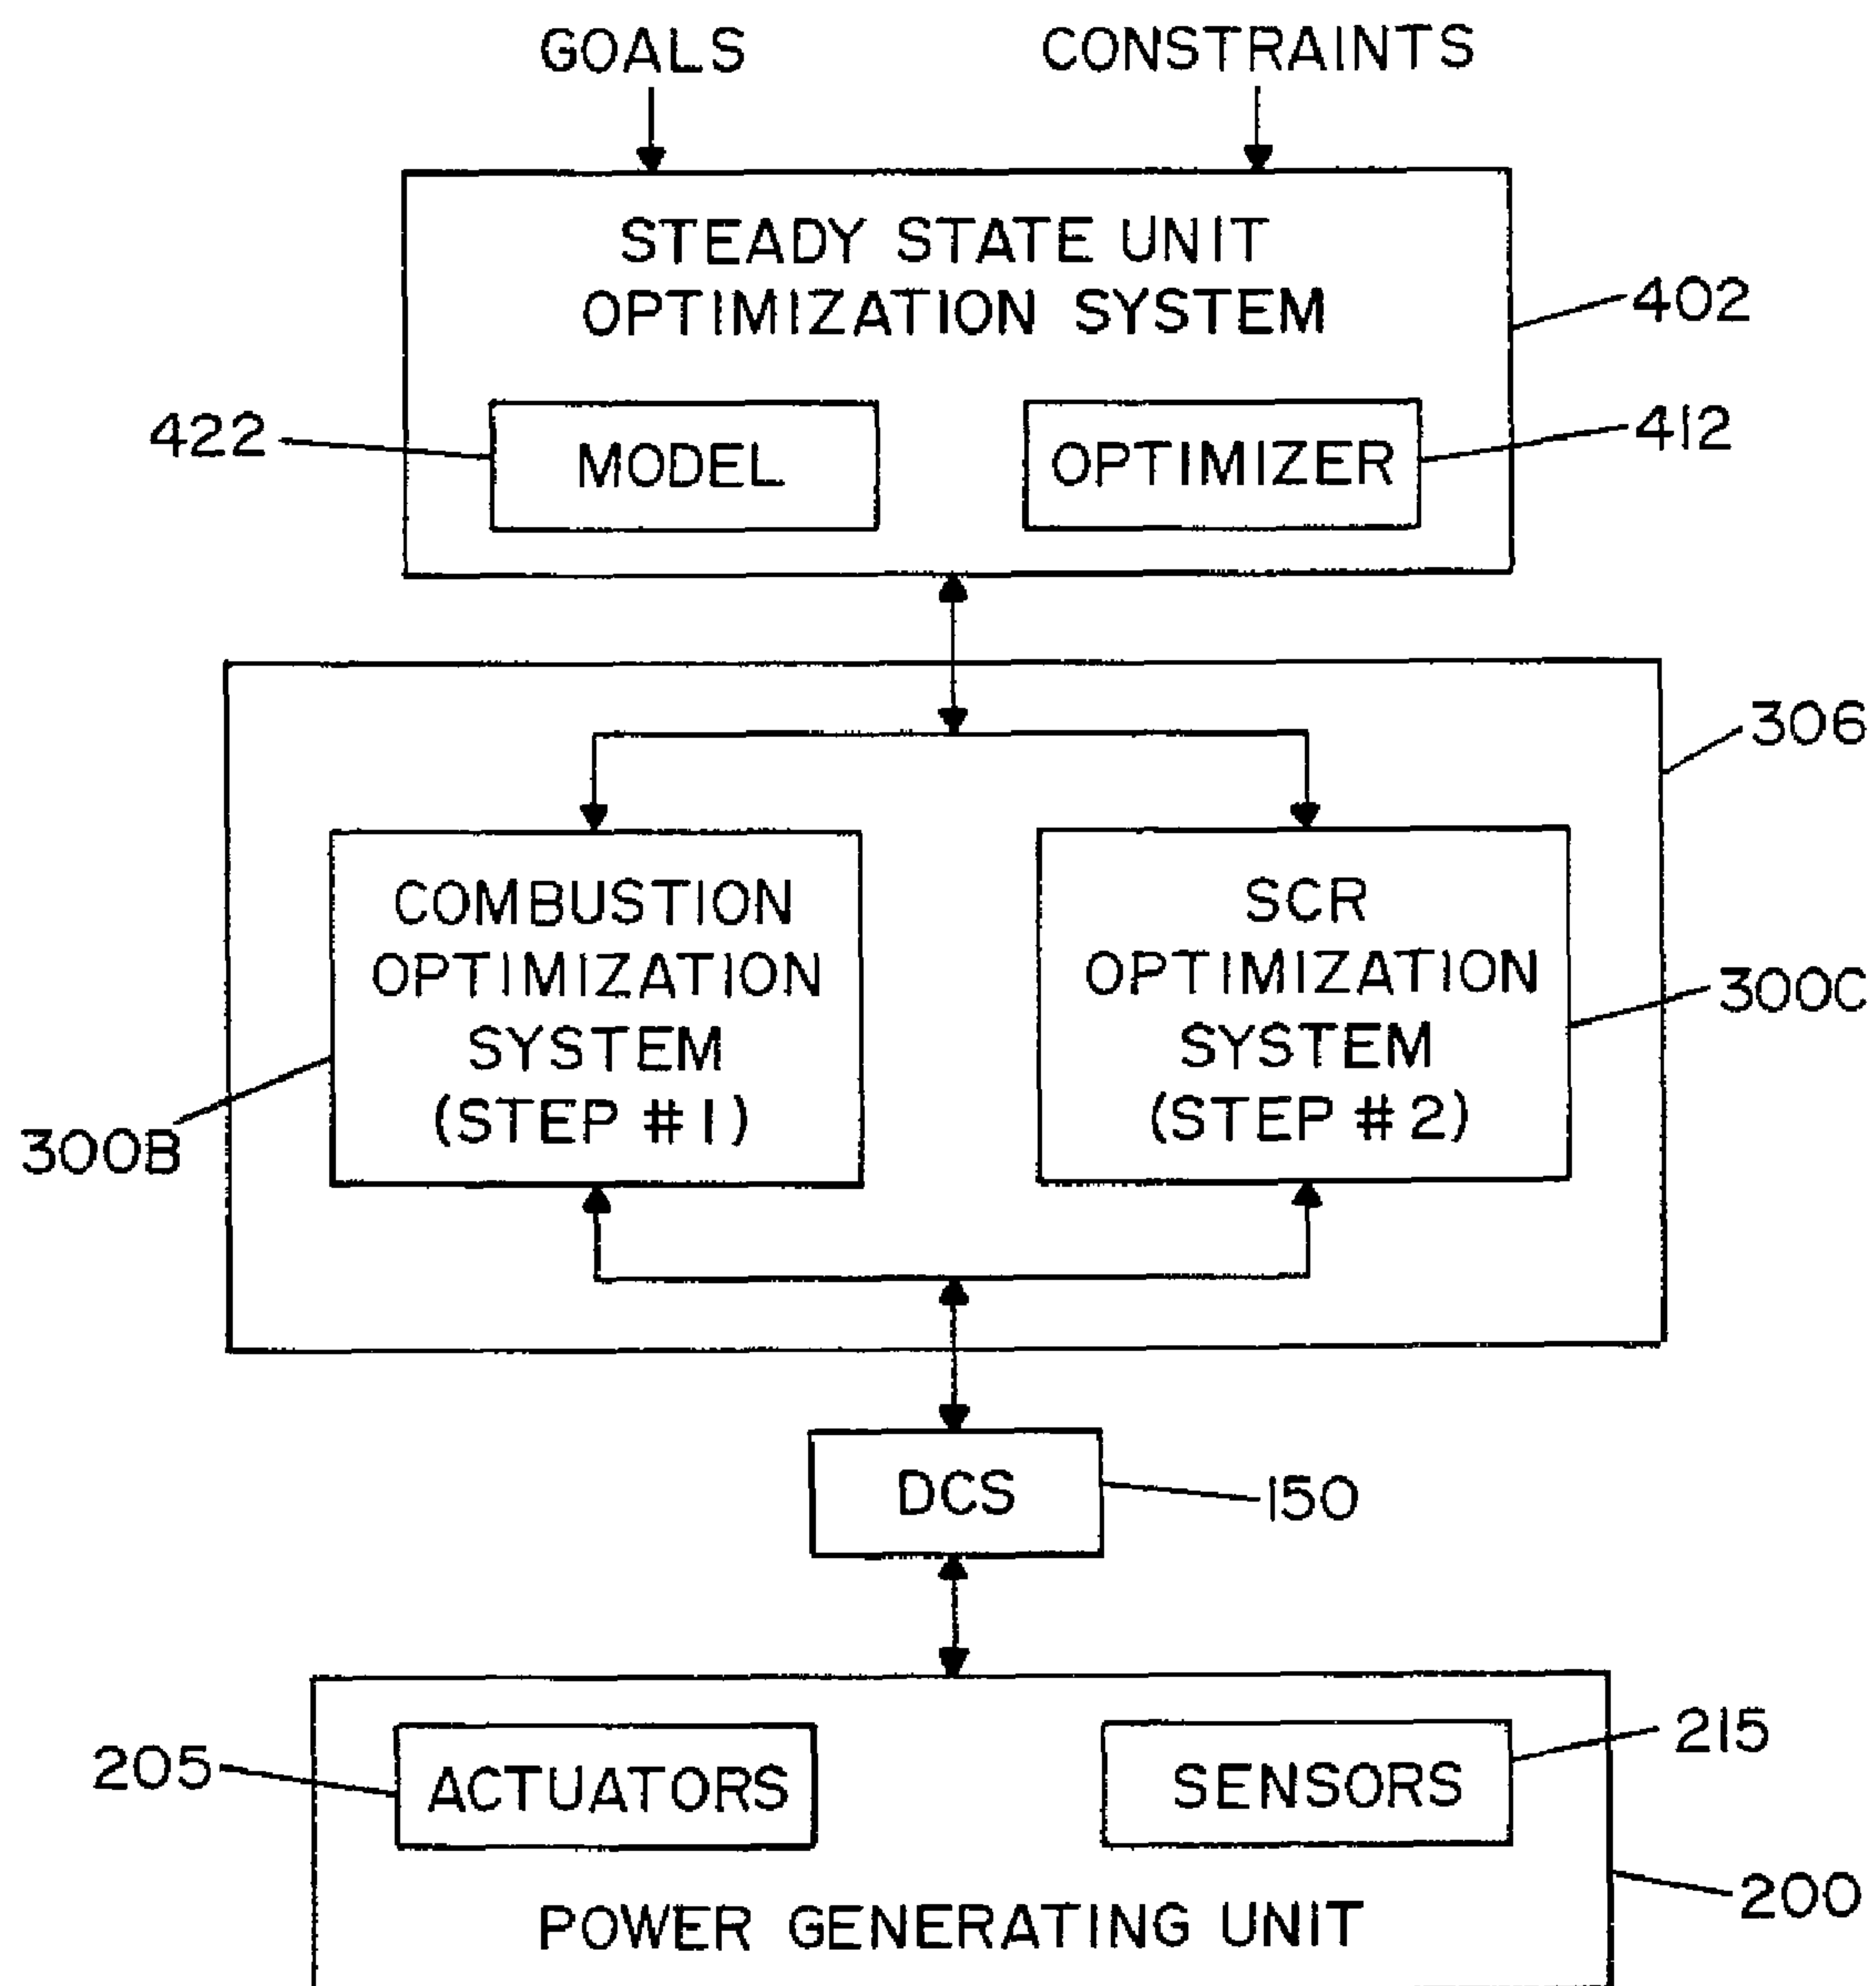 GOALS
CONSTRAINTS
STEADY STATE UNIT
OPTIMIZATION SYSTEM
402
422
MODEL
OPTIMIZER
412
306
COMBUSTION
OPTIMIZATION
SYSTEM
(STEP #1)
300B
SCR
OPTIMIZATION
SYSTEM
(STEP #2)
300C
DCS
150
205
ACTUATORS
SENSORS
215
POWER GENERATING UNIT
200